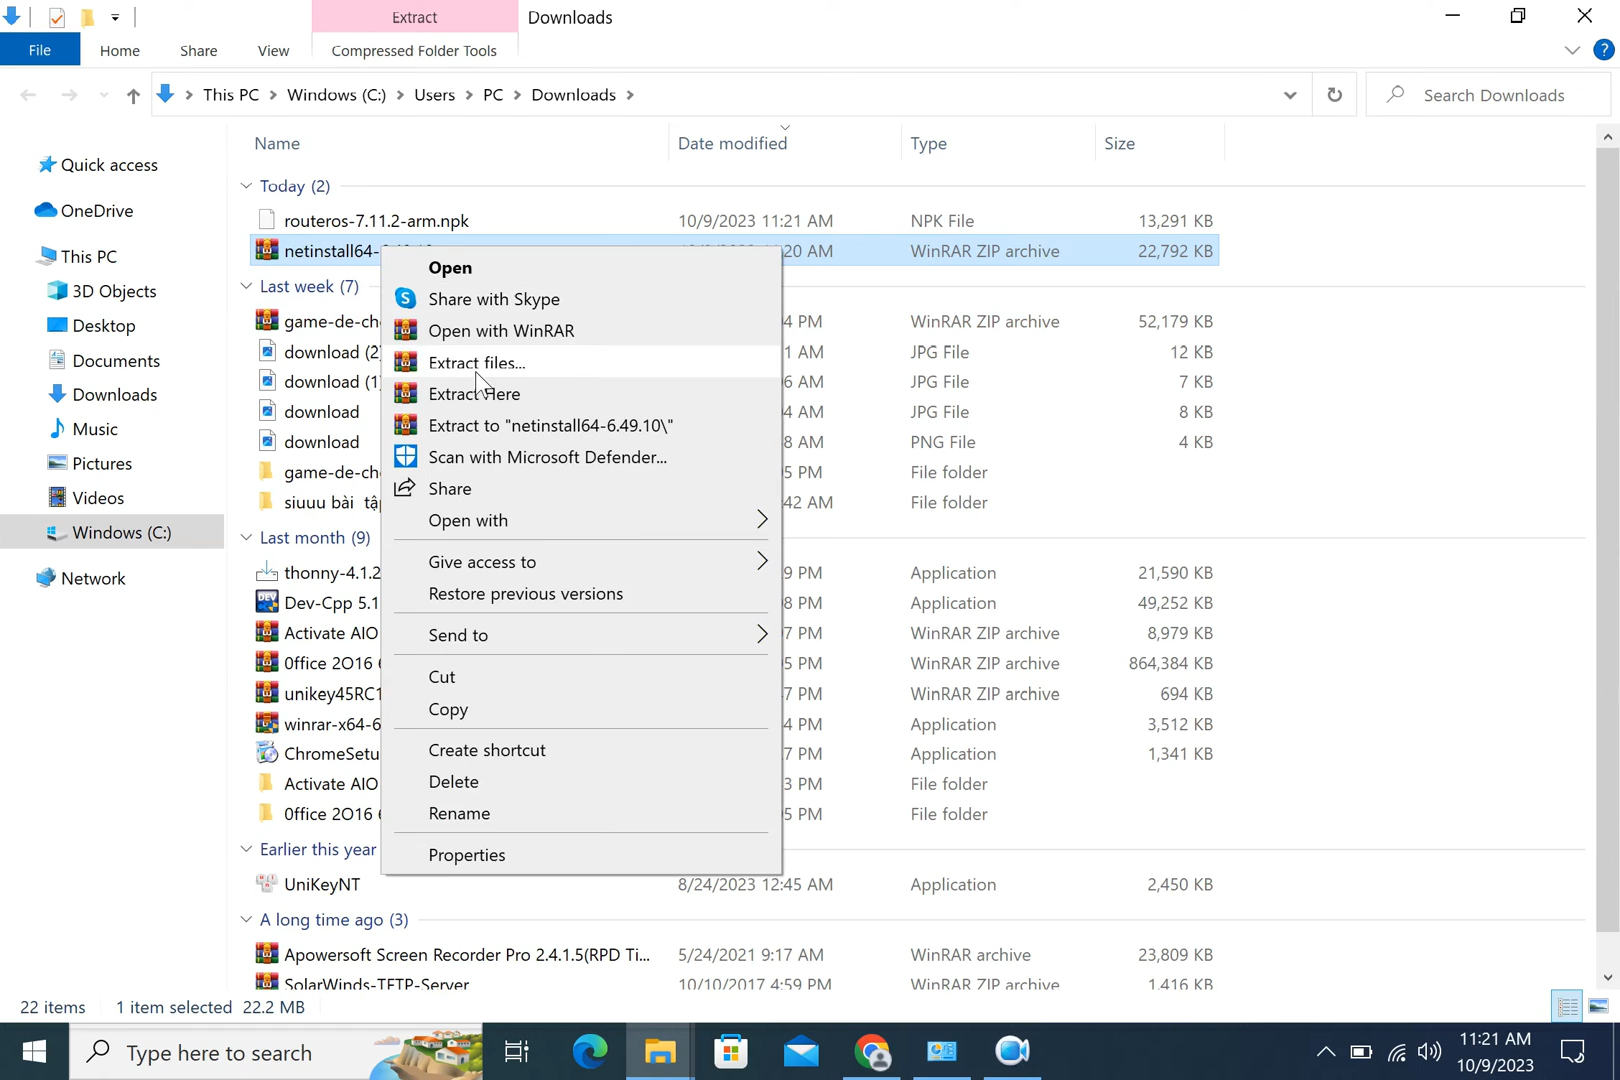 Extract
Downloads
File
Home
Share
View
Compressed Folder Tools
?
This PC
Windows (C:)
Users
PC
Downloads
Search Downloads
Name
Date modified
Type
Size
Quick access
OneDrive
This PC
3D Objects
Desktop
Documents
Downloads
Music
Pictures
Videos
Windows (C:)
Network
Today (2)
routeros-7.11.2-arm.npk 10/9/2023 11:21 AM NPK File 13,291 KB
netinstall64- 20 AM WinRAR ZIP archive 22,792 KB
Last week (7)
game-de-ch 4 PM WinRAR ZIP archive 52,179 KB
download (2) 1 AM JPG File 12 KB
download (1) 6 AM JPG File 7 KB
download 4 AM JPG File 8 KB
download 8 AM PNG File 4 KB
game-de-ch 5 PM File folder
siuuu bài tập 42 AM File folder
Last month (9)
thonny-4.1.2 9 PM Application 21,590 KB
Dev-Cpp 5.1 8 PM Application 49,252 KB
Activate AIO 7 PM WinRAR ZIP archive 8,979 KB
0ffice 2O16 6 5 PM WinRAR ZIP archive 864,384 KB
unikey45RC1 7 PM WinRAR ZIP archive 694 KB
winrar-x64-6 4 PM Application 3,512 KB
ChromeSetu 7 PM Application 1,341 KB
Activate AIO 3 PM File folder
0ffice 2O16 6 5 PM File folder
Earlier this year
UniKeyNT 8/24/2023 12:45 AM Application 2,450 KB
A long time ago (3)
Apowersoft Screen Recorder Pro 2.4.1.5(RPD Ti... 5/24/2021 9:17 AM WinRAR archive 23,809 KB
SolarWinds-TFTP-Server 10/10/2017 4:59 PM WinRAR archive 1,416 KB
Open
Share with Skype
Open with WinRAR
Extract files...
Extract Here
Extract to "netinstall64-6.49.10\"
Scan with Microsoft Defender...
Share
Open with
Give access to
Restore previous versions
Send to
Cut
Copy
Create shortcut
Delete
Rename
Properties
22 items
1 item selected 22.2 MB
Type here to search
11:21 AM
10/9/2023